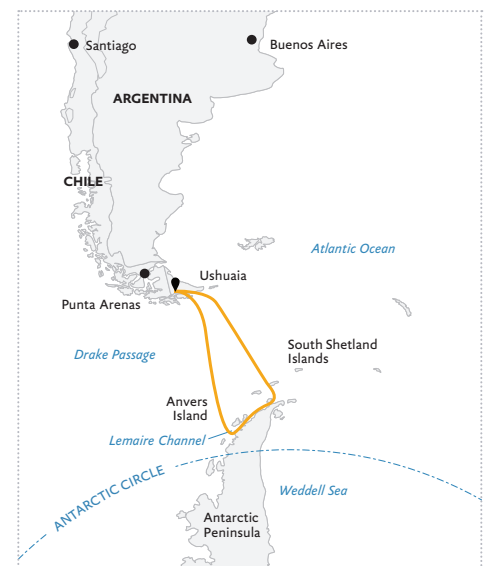 Santiago
Buenos Aires
ARGENTINA
CHILE
Atlantic Ocean
Ushuaia
Punta Arenas
South Shetland
Islands
Drake Passage
Anvers
Island
Lemaire Channel
ANTARCTIC CIRCLE
Weddell Sea
Antarctic
Peninsula